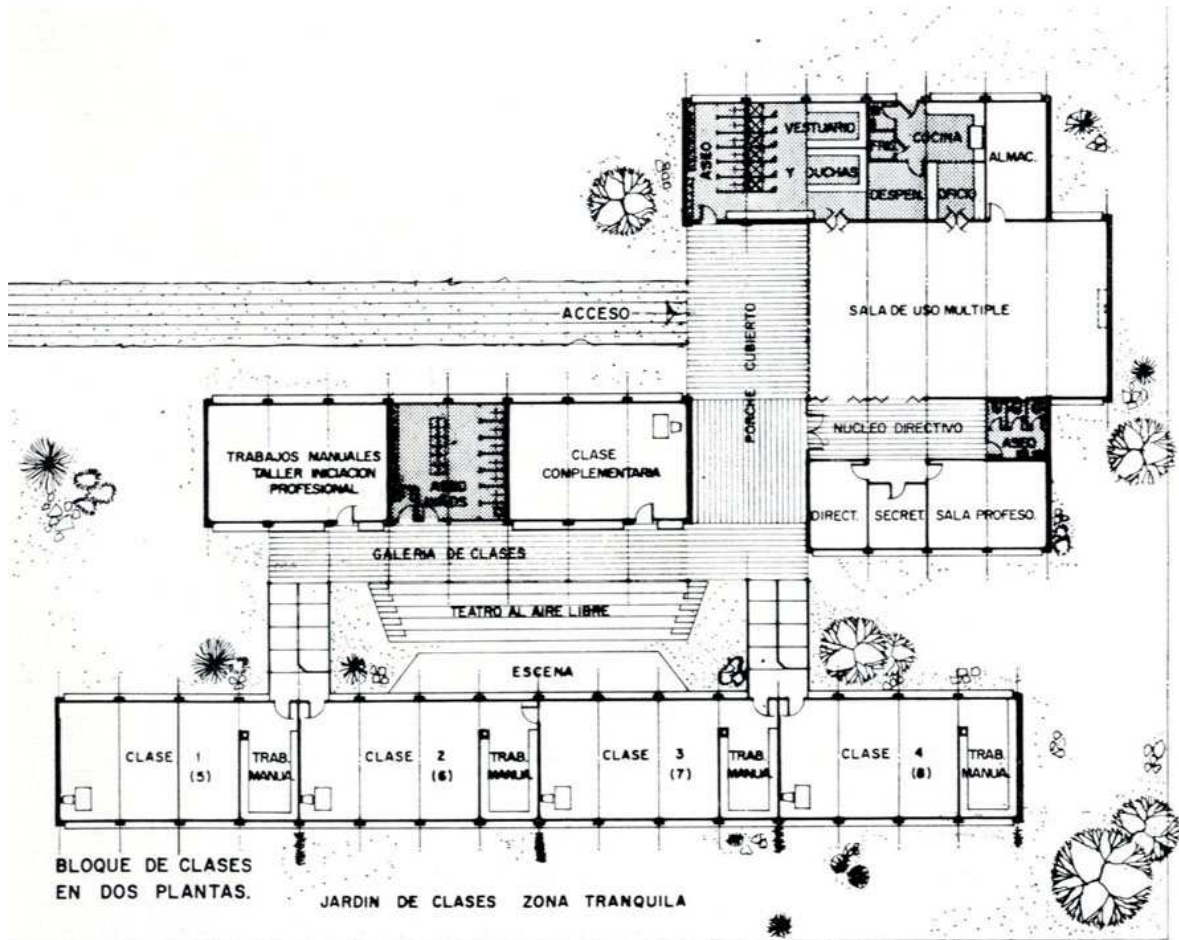 VESTUARIO
Y DUCHAS
ASEO
FRIG.
COCINA
ALMAC.
DESPEN.
OFICIO
ACCESO
PORCHE CUBIERTO
SALA DE USO MULTIPLE
TRABAJOS MANUALES
TALLER INICIACION
PROFESIONAL
ASEO
CLASE
COMPLEMENTARIA
NUCLEO DIRECTIVO
ASEO
DIRECT.
SECRET.
SALA PROFESO.
GALERIA DE CLASES
TEATRO AL AIRE LIBRE
ESCENA
CLASE 1
(5)
TRAB.
MANUA.
CLASE 2
(6)
TRAB.
MANUA.
CLASE 3
(7)
TRAB.
MANUA.
CLASE 4
(8)
TRAB.
MANUA.
BLOQUE DE CLASES
EN DOS PLANTAS.
JARDIN DE CLASES ZONA TRANQUILA